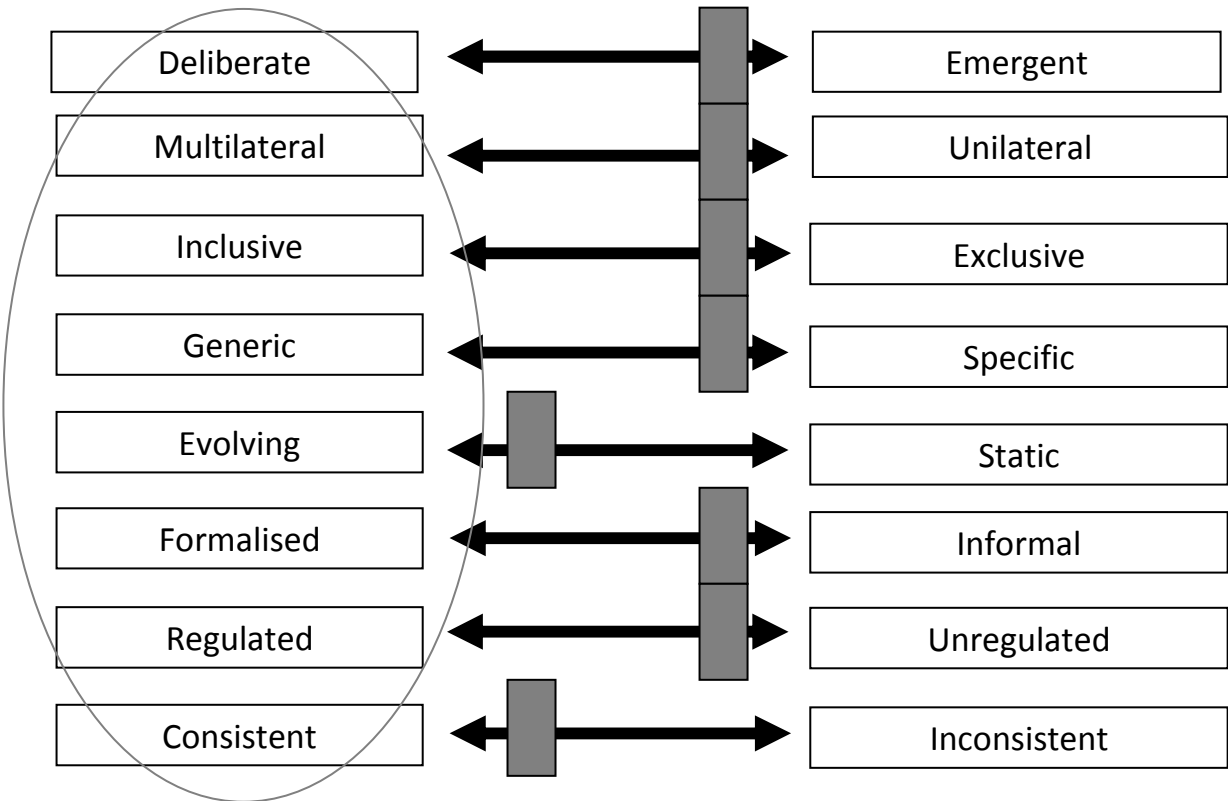 Deliberate
Emergent
Multilateral
Unilateral
Inclusive
Exclusive
Generic
Specific
Evolving
Static
Formalised
Informal
Regulated
Unregulated
Consistent
Inconsistent